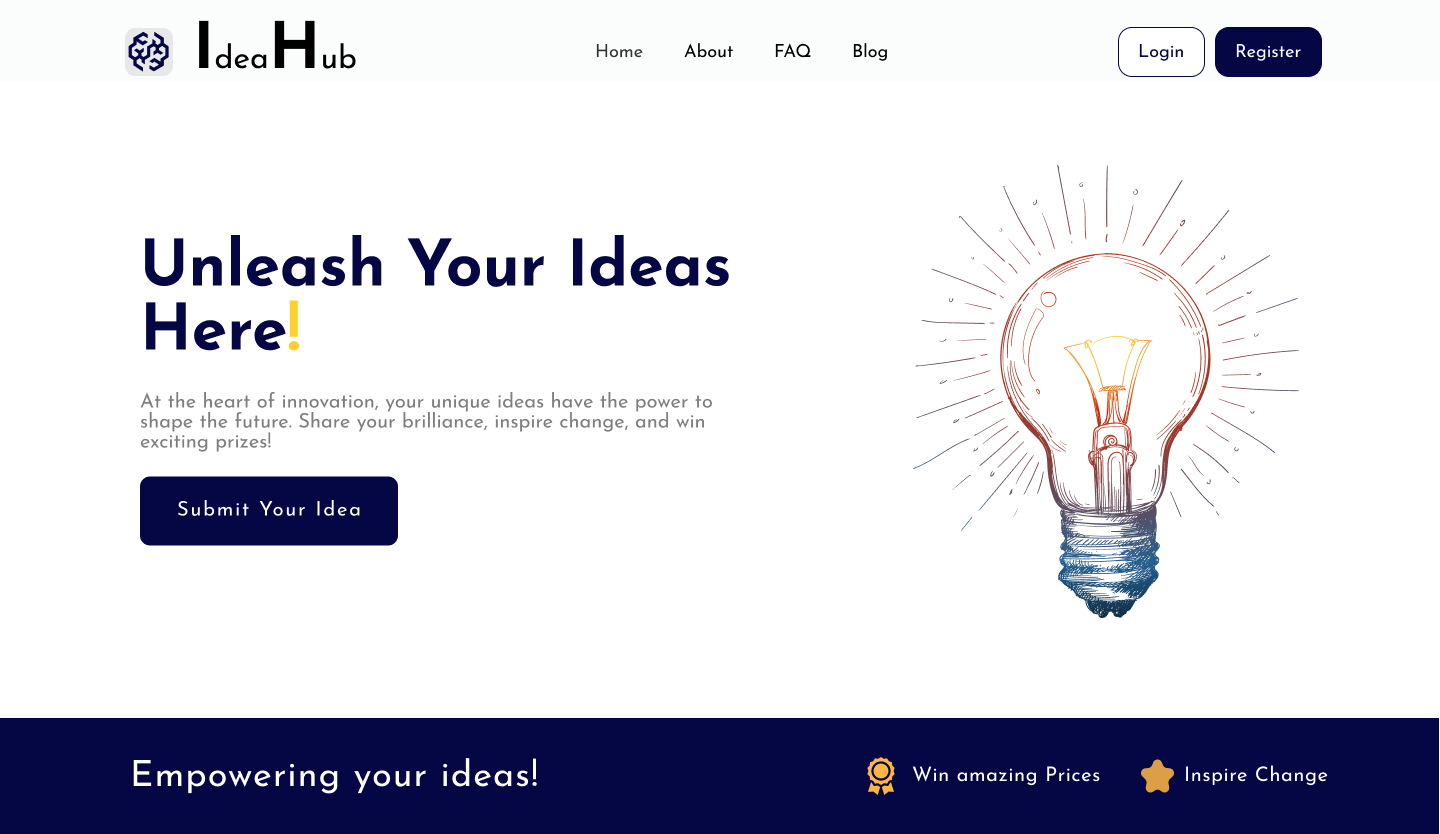 IdeaHub
Home About FAQ Blog
Login Register
Unleash Your Ideas
Here!
At the heart of innovation, your unique ideas have the power to
shape the future. Share your brilliance, inspire change, and win
exciting prizes!
Submit Your Idea
Empowering your ideas!
Win amazing Prices
Inspire Change